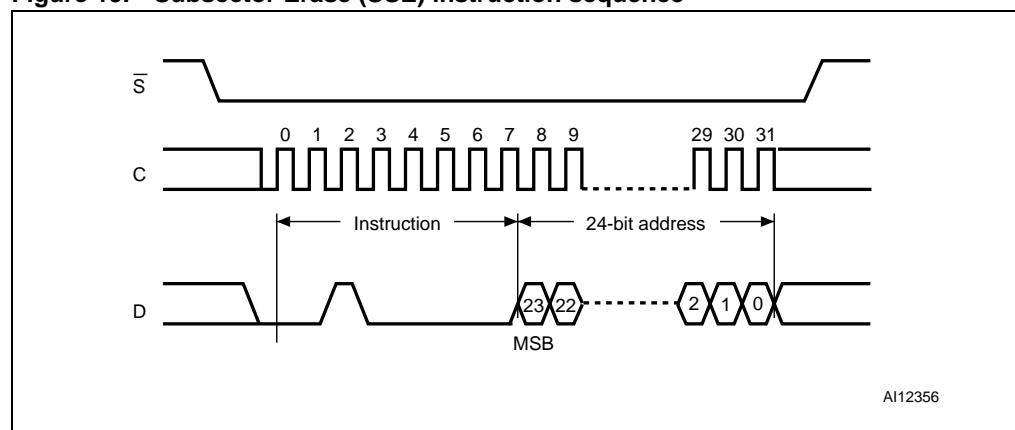 Figure 18. Subsector Erase (SSE) instruction sequence
S
0 1 2 3 4 5 6 7 8 9 29 30 31
C
Instruction 24-bit address
D 23 22 2 1 0
MSB
AI12356